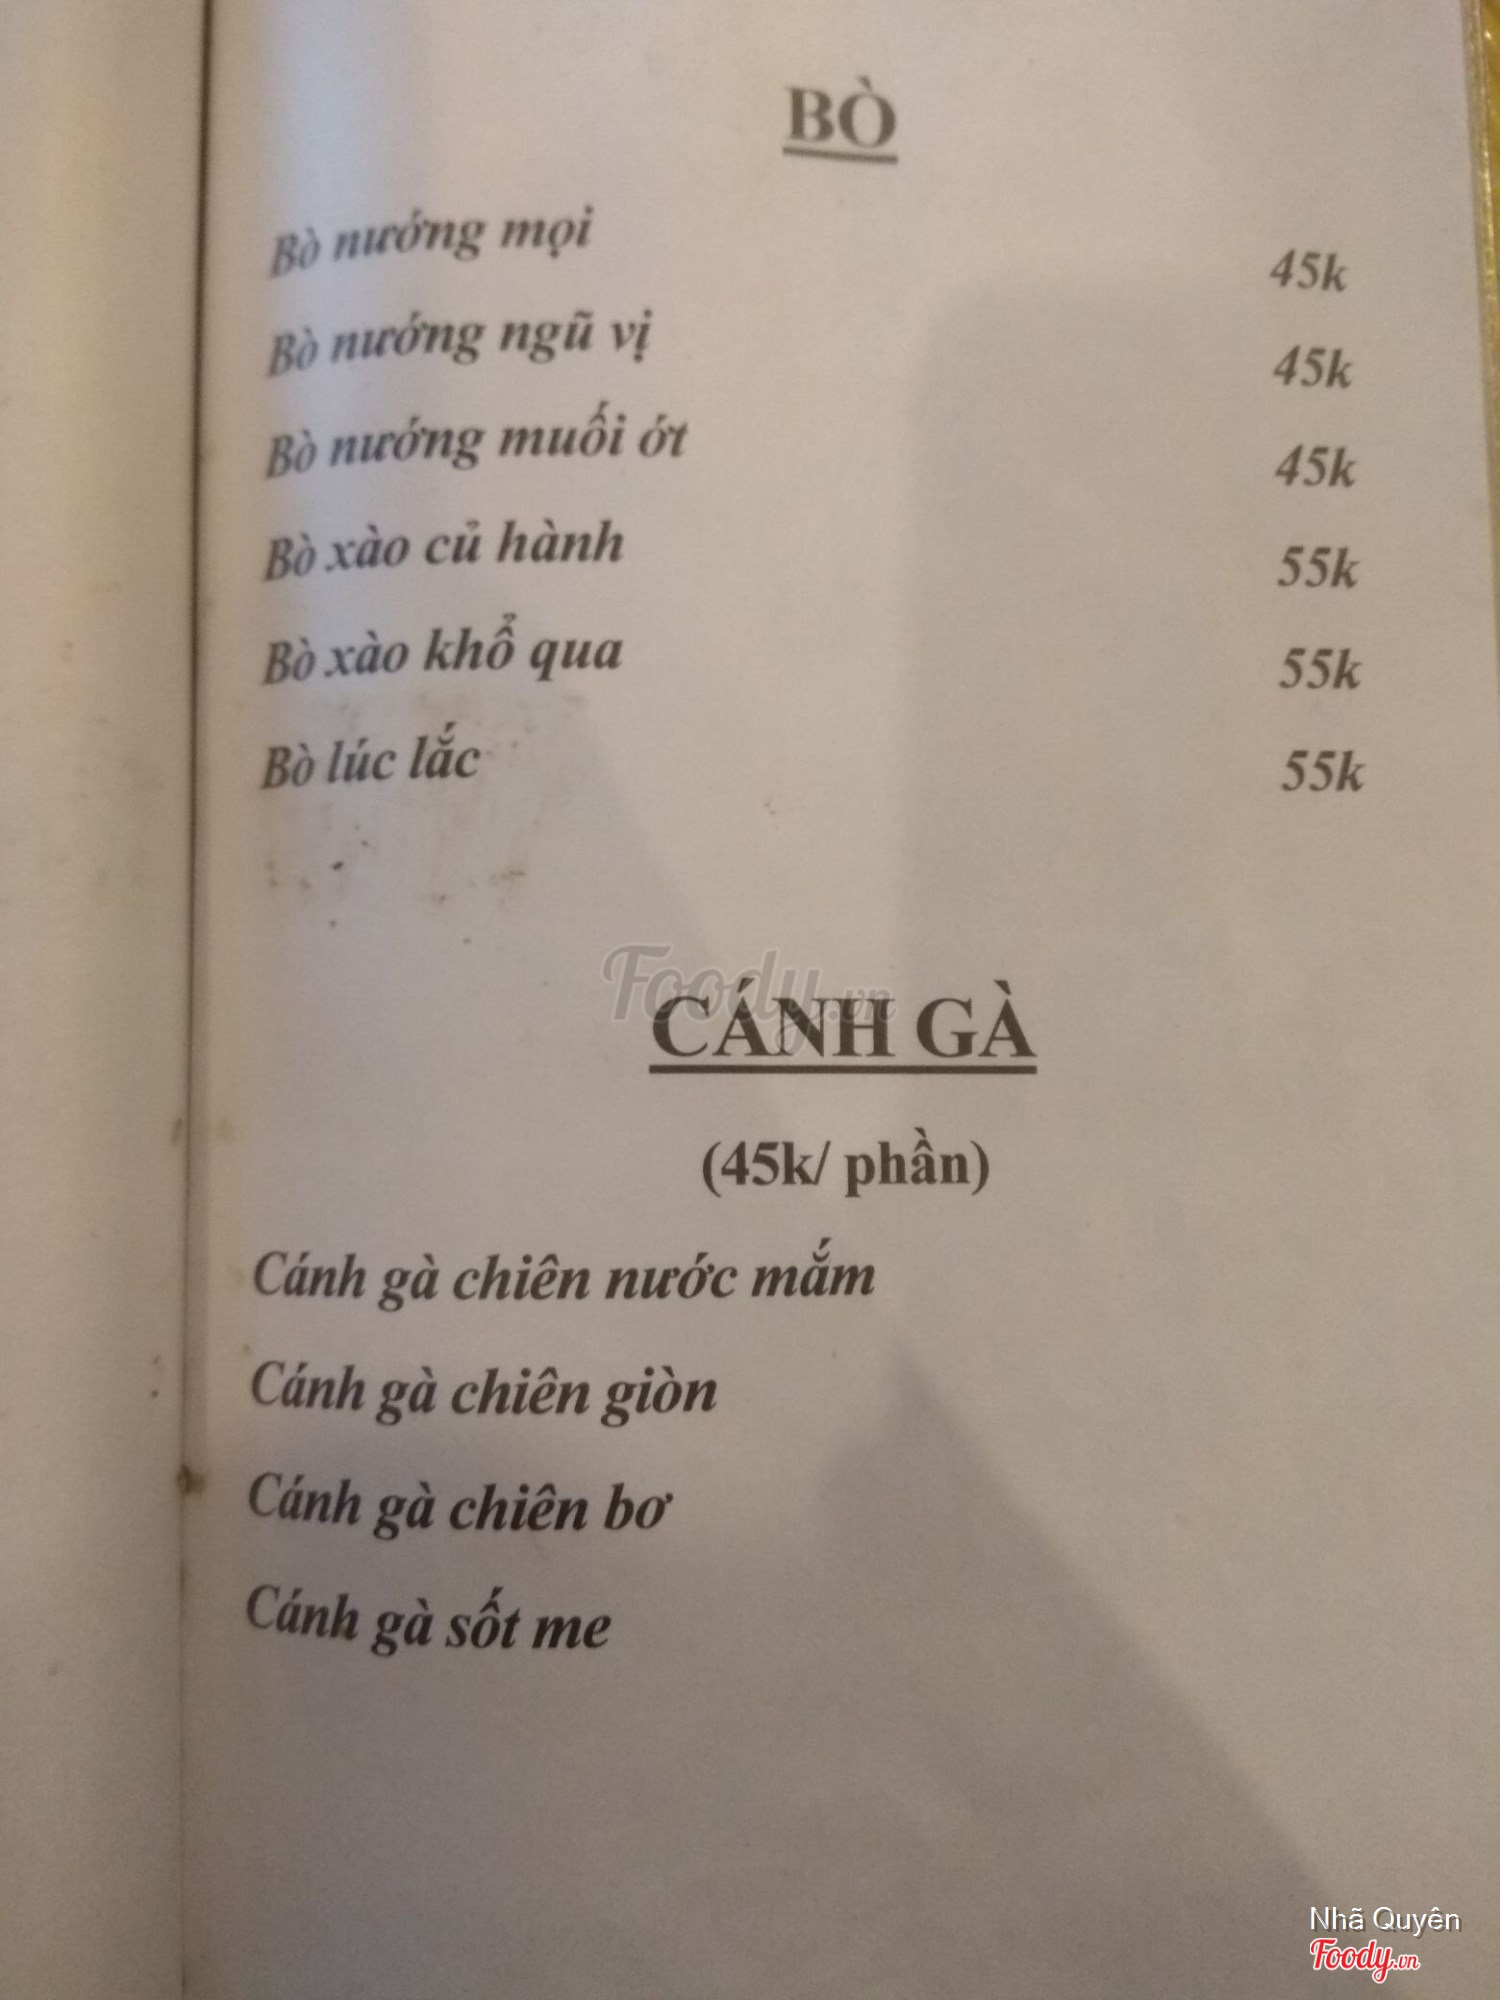 BÒ
Bò nướng mọi 45k
Bò nướng ngũ vị 45k
Bò nướng muối ớt 45k
Bò xào củ hành 55k
Bò xào khổ qua 55k
Bò lúc lắc 55k
Foody.vn
CÁNH GÀ
(45k/ phần)
Cánh gà chiên nước mắm
Cánh gà chiên giòn
Cánh gà chiên bơ
Cánh gà sốt me
Nhã Quyên
Foody.vn